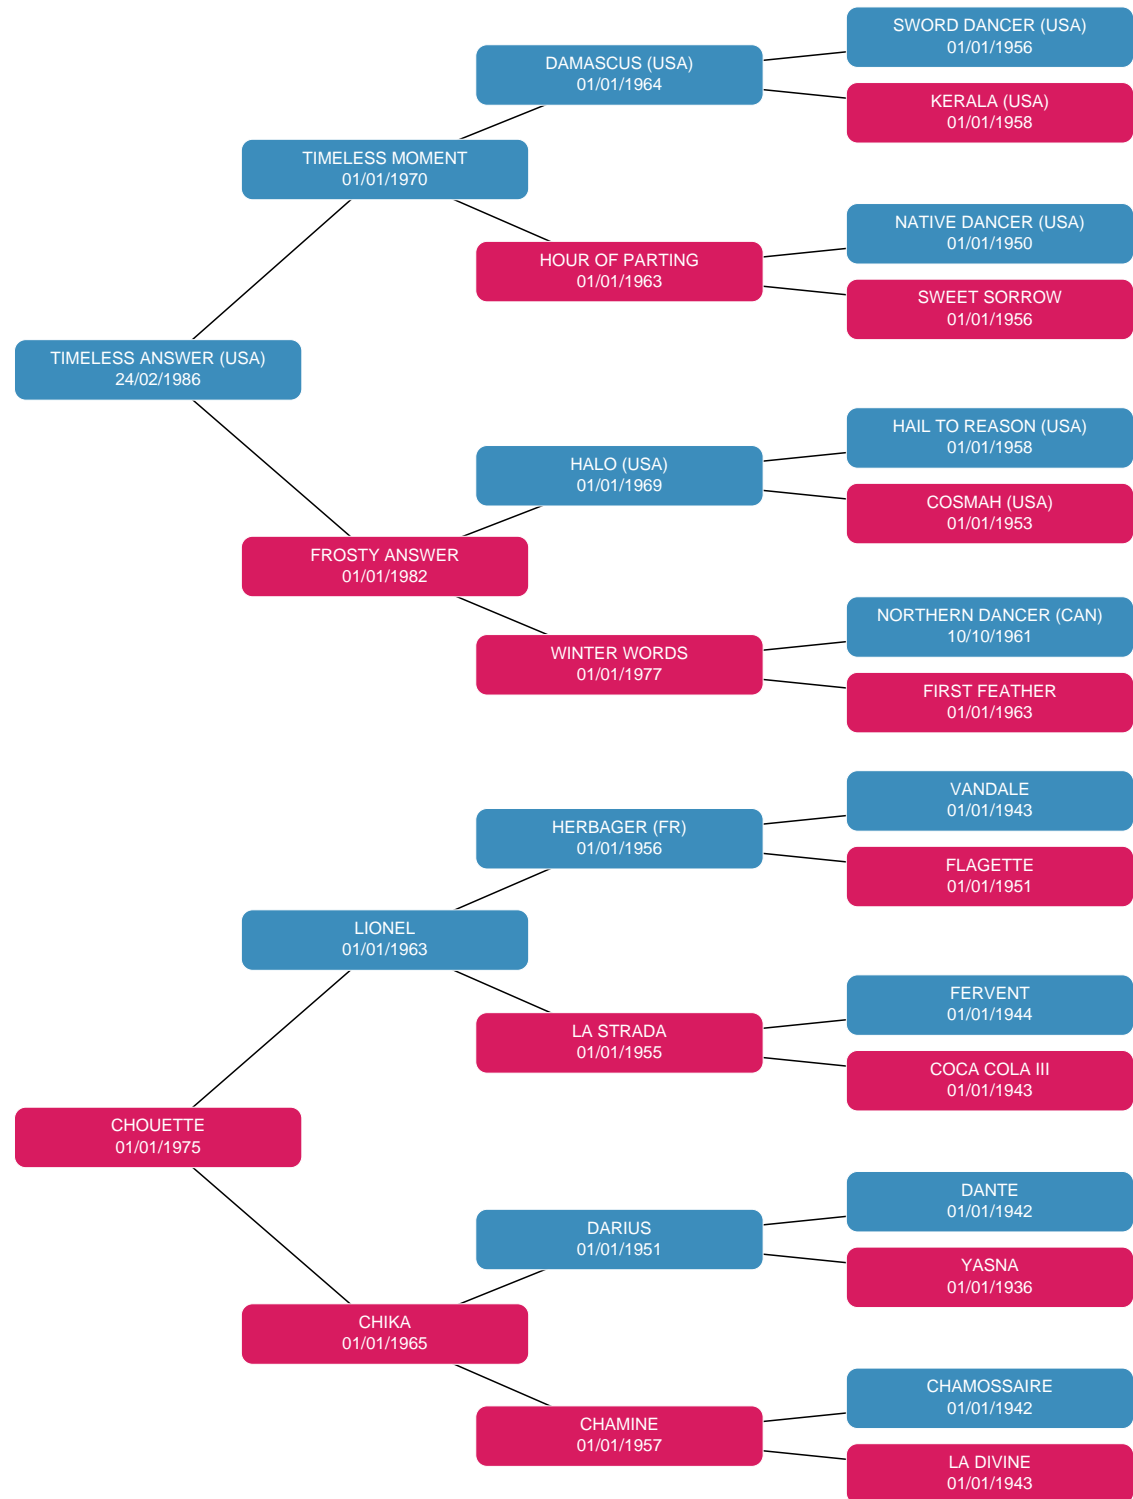 SWORD DANCER (USA)
01/01/1956
DAMASCUS (USA)
01/01/1964
KERALA (USA)
01/01/1958
TIMELESS MOMENT
01/01/1970
NATIVE DANCER (USA)
01/01/1950
HOUR OF PARTING
01/01/1963
SWEET SORROW
01/01/1956
TIMELESS ANSWER (USA)
24/02/1986
HAIL TO REASON (USA)
01/01/1958
HALO (USA)
01/01/1969
COSMAH (USA)
01/01/1953
FROSTY ANSWER
01/01/1982
NORTHERN DANCER (CAN)
10/10/1961
WINTER WORDS
01/01/1977
FIRST FEATHER
01/01/1963
VANDALE
01/01/1943
HERBAGER (FR)
01/01/1956
FLAGETTE
01/01/1951
LIONEL
01/01/1963
FERVENT
01/01/1944
LA STRADA
01/01/1955
COCA COLA III
01/01/1943
CHOUETTE
01/01/1975
DANTE
01/01/1942
DARIUS
01/01/1951
YASNA
01/01/1936
CHIKA
01/01/1965
CHAMOSSAIRE
01/01/1942
CHAMINE
01/01/1957
LA DIVINE
01/01/1943